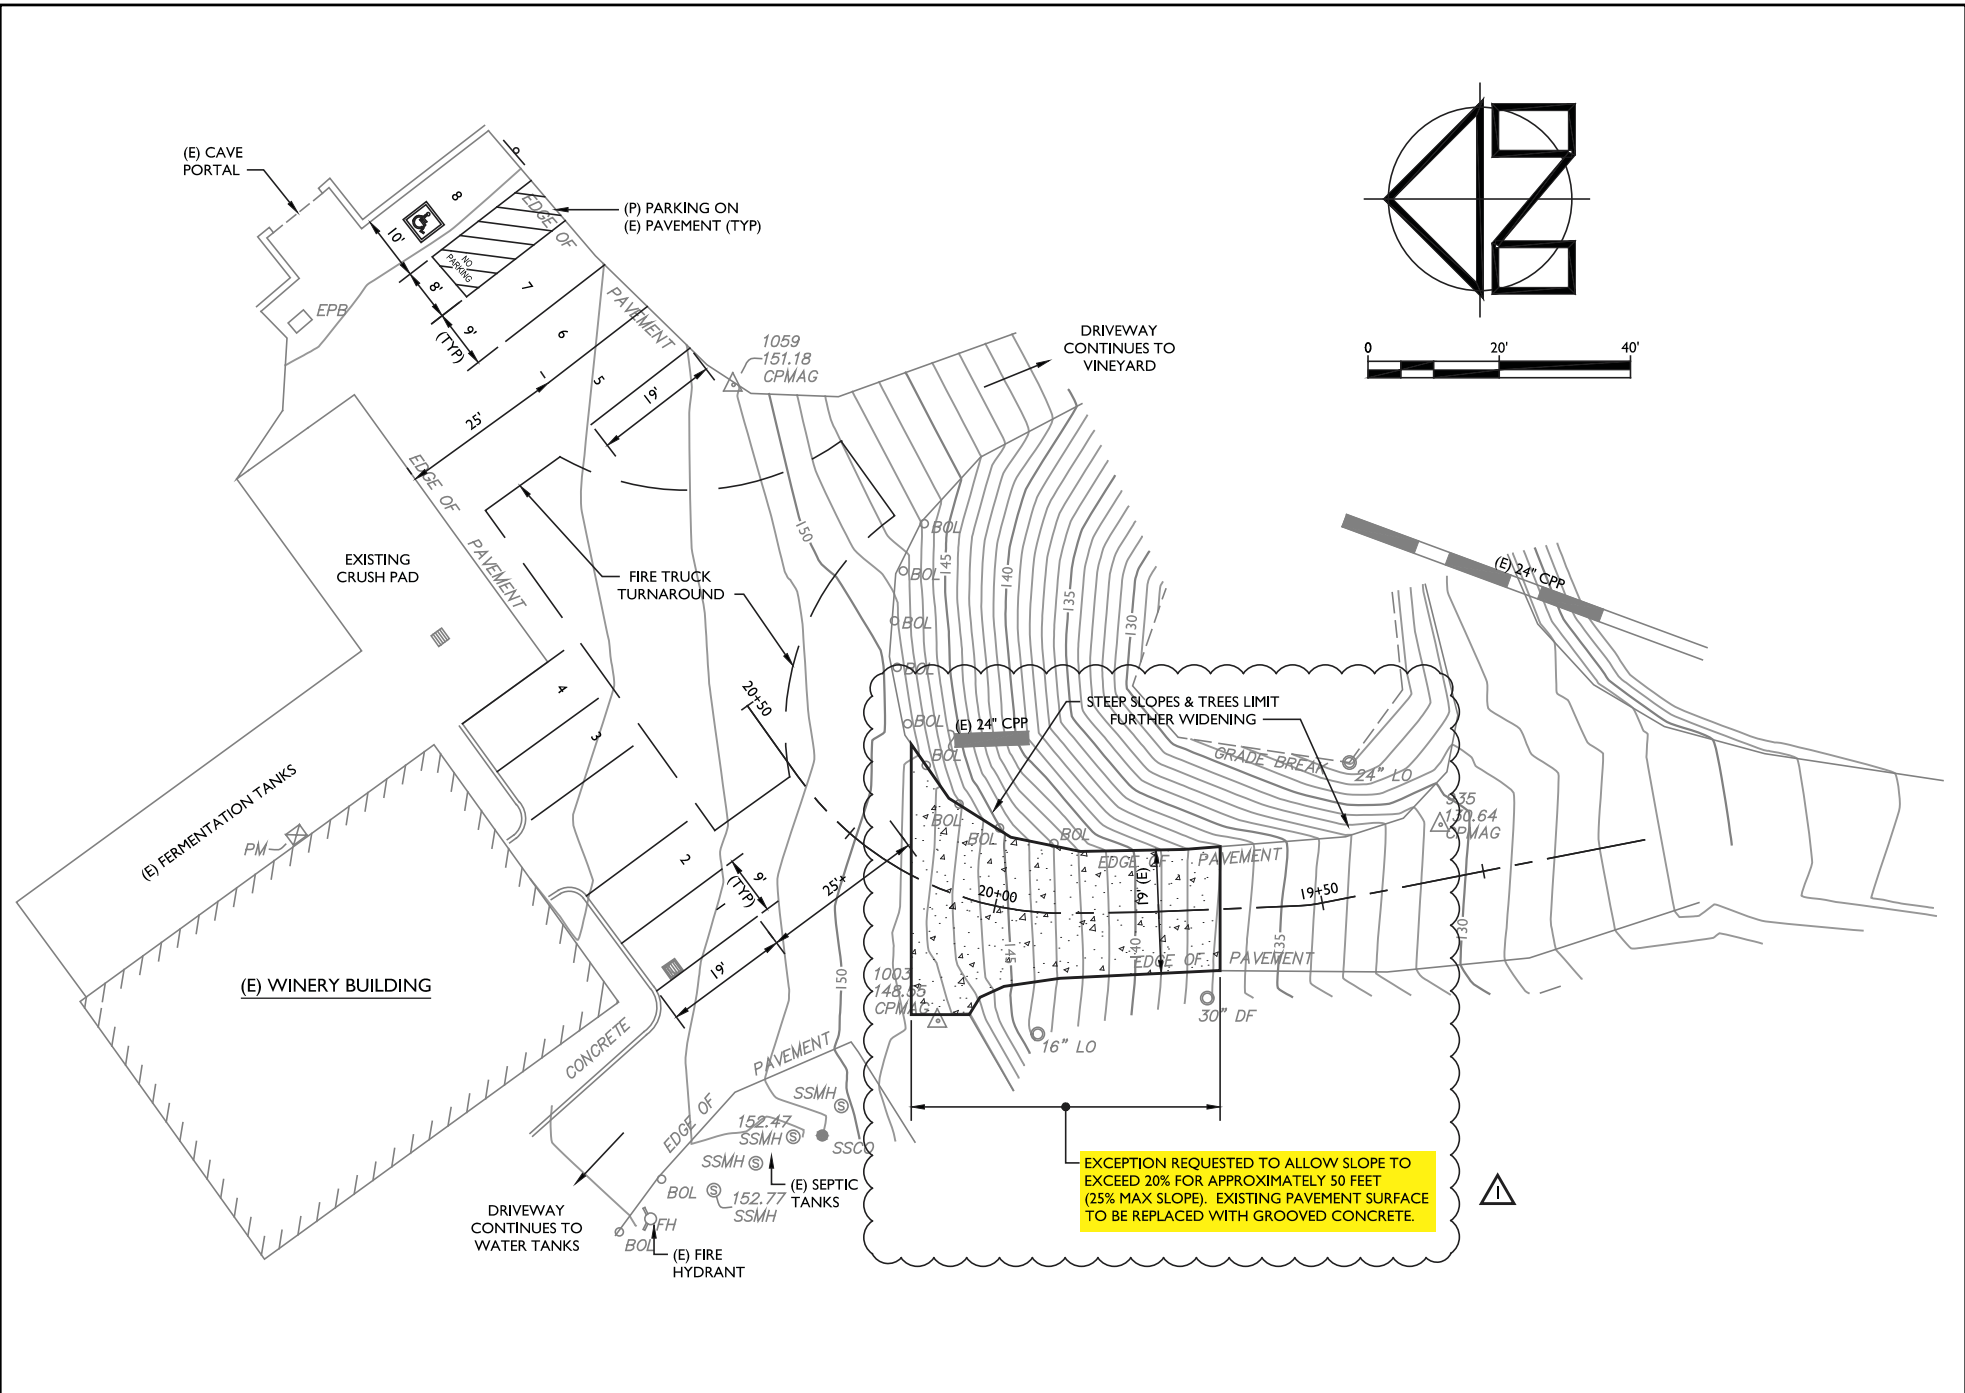 (E) CAVE
PORTAL
8
10'
NO
PARKING
8'
9'
(TYP)
EDGE OF
PAVEMENT
(P) PARKING ON
(E) PAVEMENT (TYP)
7
6
5
EPB
25'
19'
1059
151.18
CPMAG
DRIVEWAY
CONTINUES TO
VINEYARD
0 20' 40'
EDGE OF
PAVEMENT
EXISTING
CRUSH PAD
FIRE TRUCK
TURNAROUND
150
BOL
BOL
BOL
BOL
BOL
BOL
BOL
BOL
BOL
145
140
135
130
(E) 24" CPP
4
3
2
1
20+50
(E) 24" CPP
STEEP SLOPES & TREES LIMIT
FURTHER WIDENING
GRADE BREAK
24" LO
935
130.64
CPMAG
(E) FERMENTATION TANKS
PM
(E) WINERY BUILDING
9'
(TYP)
25'±
19'
EDGE OF PAVEMENT
19' (E)
20+00
19+50
145
140
135
130
EDGE OF PAVEMENT
150
1003
148.55
CPMAG
30" DF
16" LO
CONCRETE
EDGE OF PAVEMENT
SSMH
152.47
SSMH
SSCO
SSMH
152.77
SSMH
BOL
(E) SEPTIC
TANKS
FH
BOL
(E) FIRE
HYDRANT
DRIVEWAY
CONTINUES TO
WATER TANKS
EXCEPTION REQUESTED TO ALLOW SLOPE TO
EXCEED 20% FOR APPROXIMATELY 50 FEET
(25% MAX SLOPE). EXISTING PAVEMENT SURFACE
TO BE REPLACED WITH GROOVED CONCRETE.
1